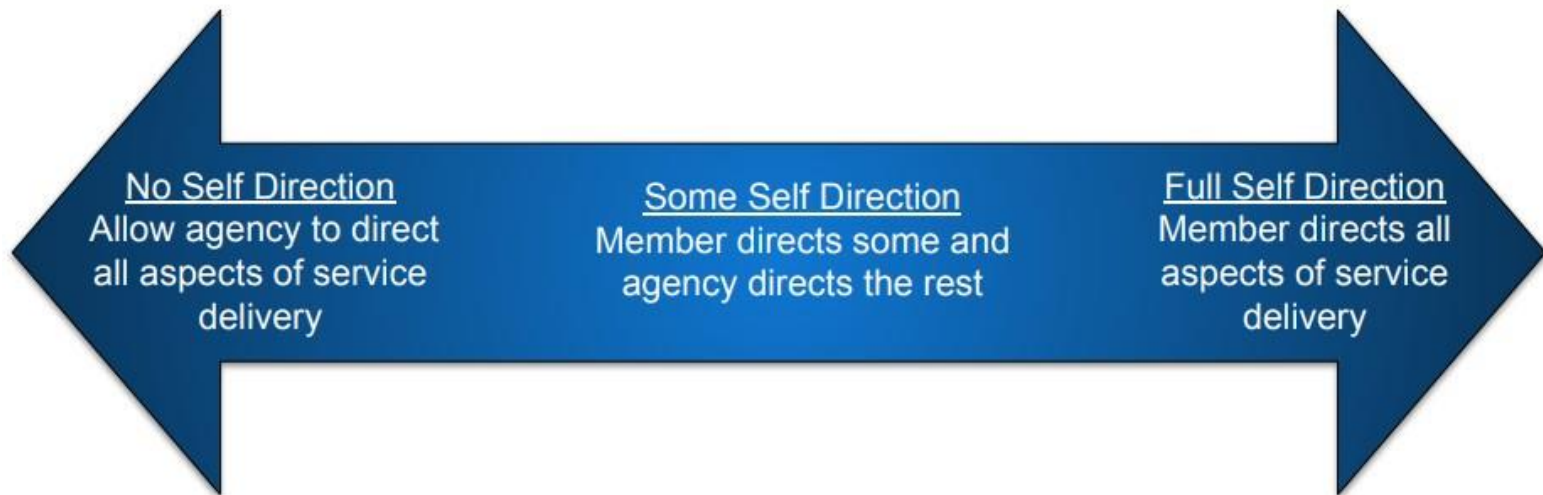 No Self Direction
Allow agency to direct
all aspects of service
delivery
Some Self Direction
Member directs some and
agency directs the rest
Full Self Direction
Member directs all
aspects of service
delivery